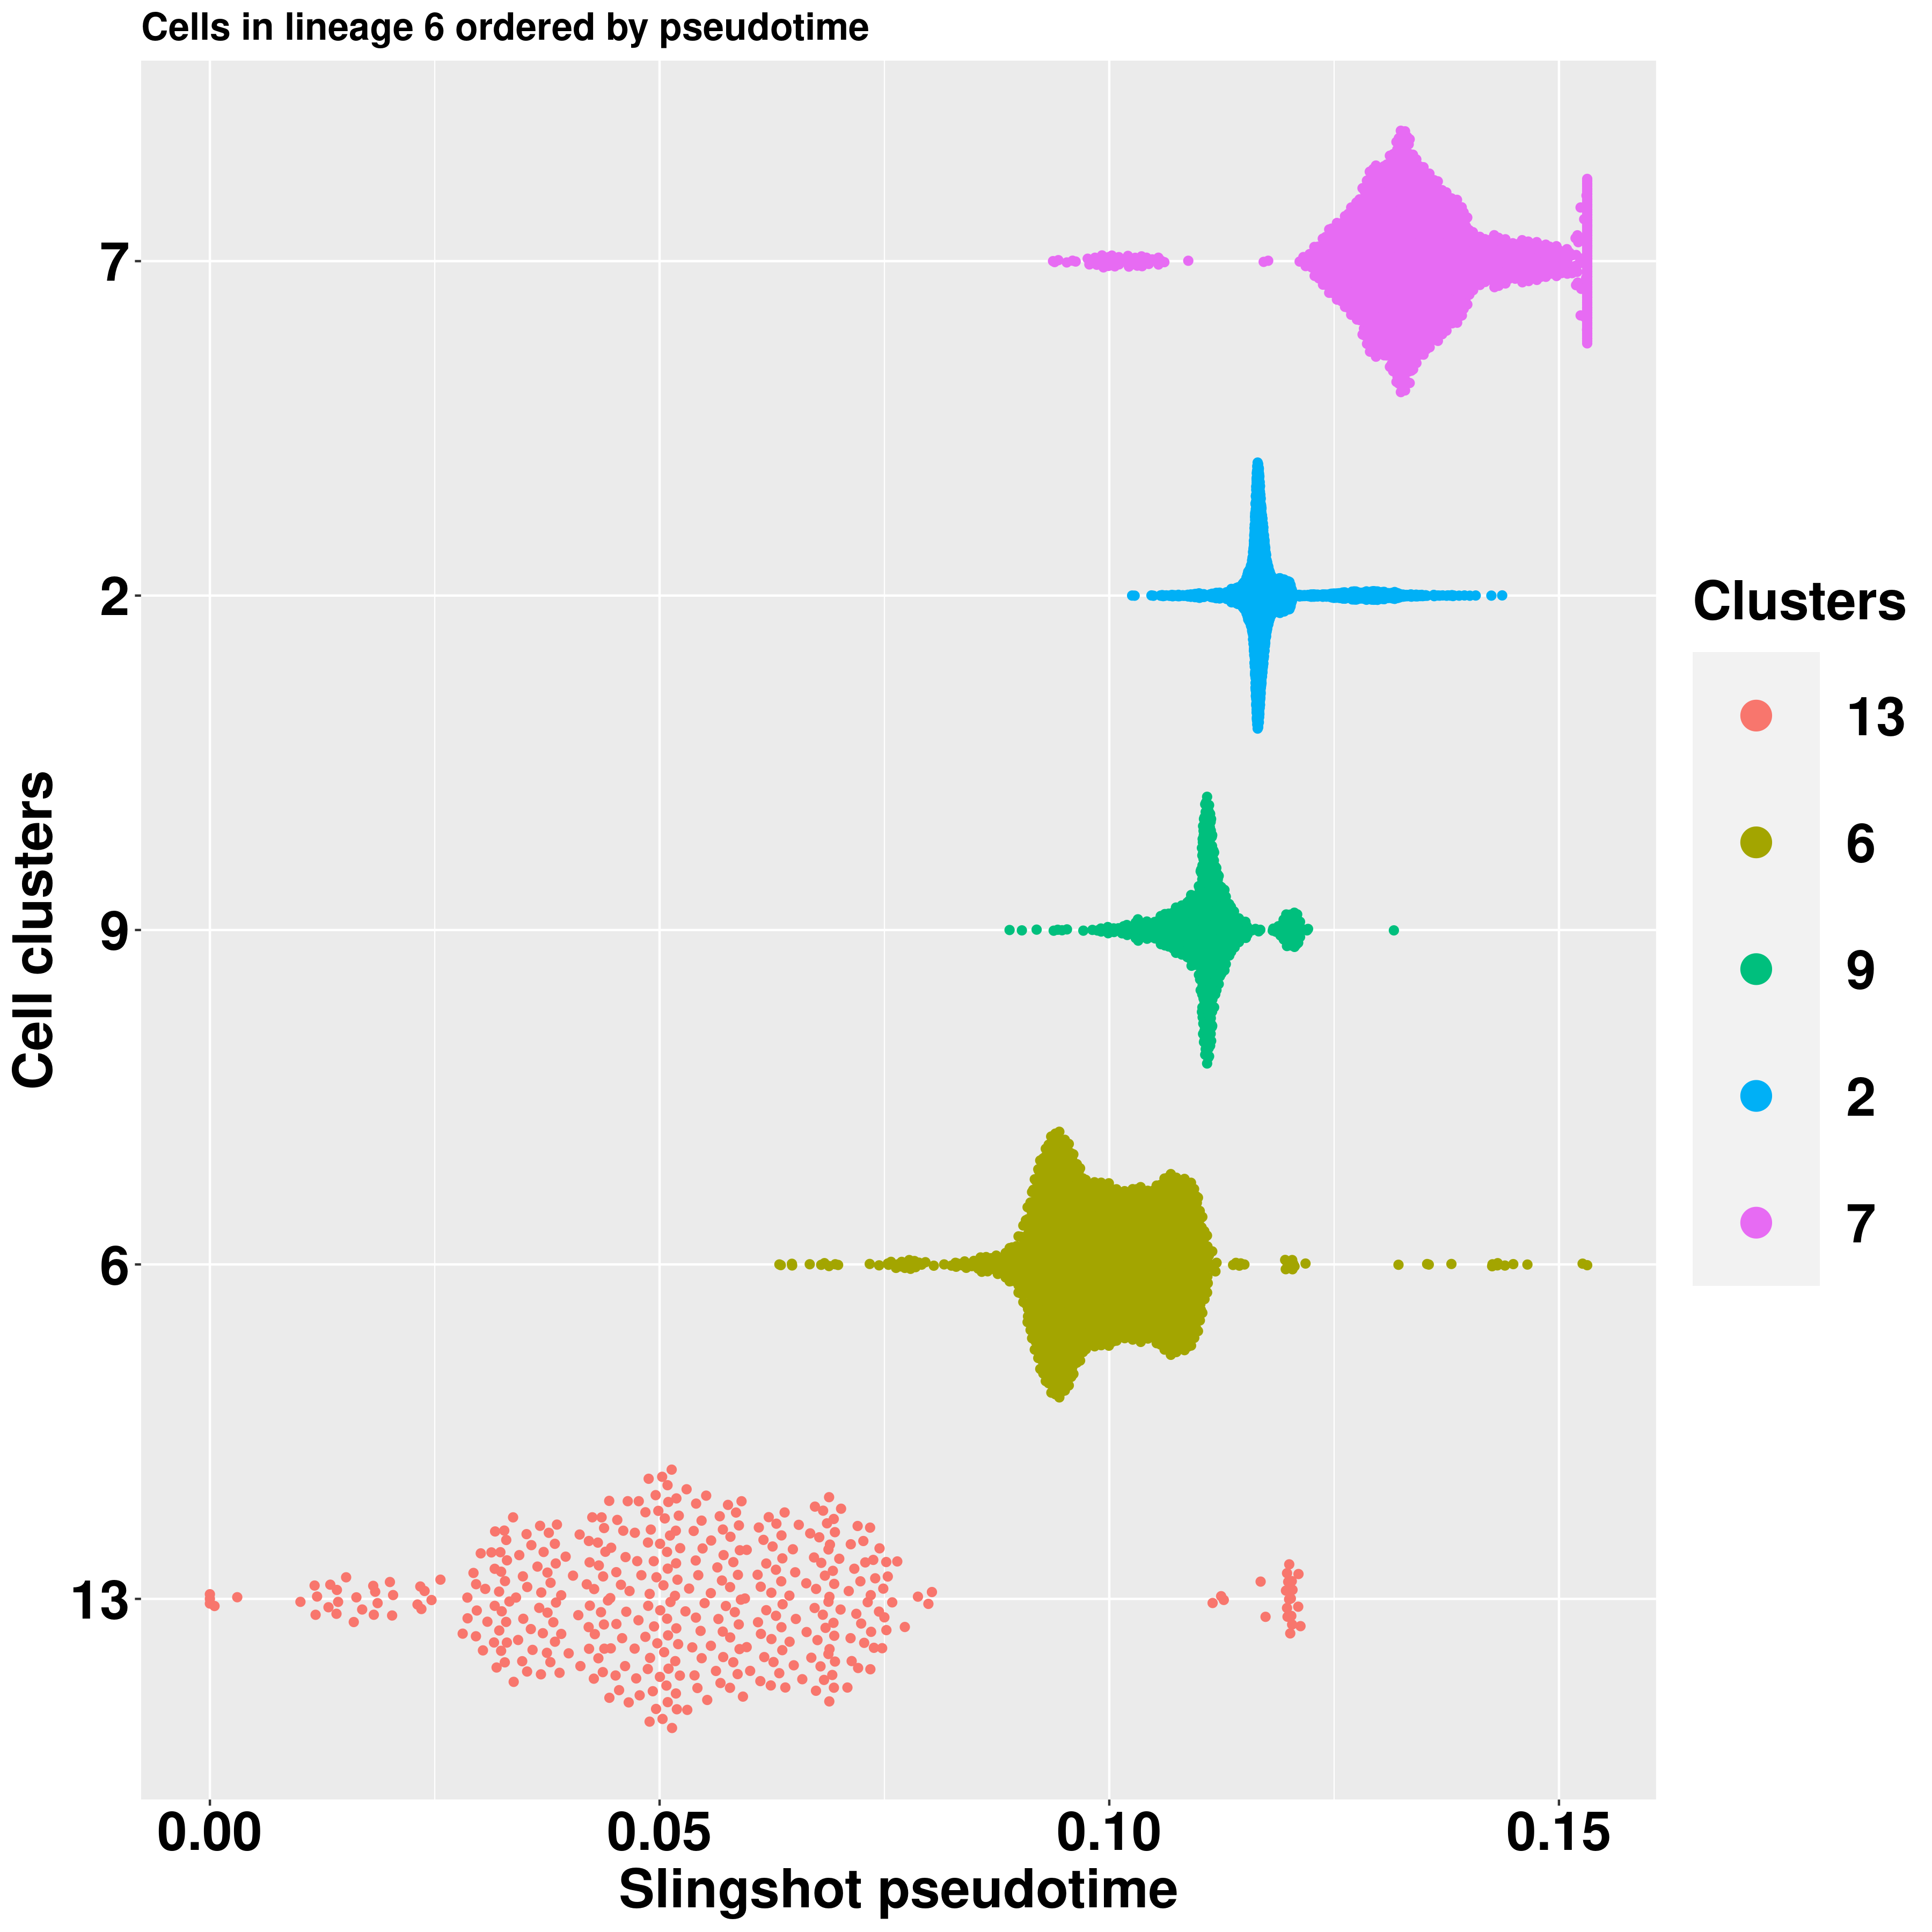 Cells in lineage 6 ordered by pseudotime
7
2
9
6
13
Cell clusters
0.00 0.05 0.10 0.15
Slingshot pseudotime
Clusters
13
6
9
2
7